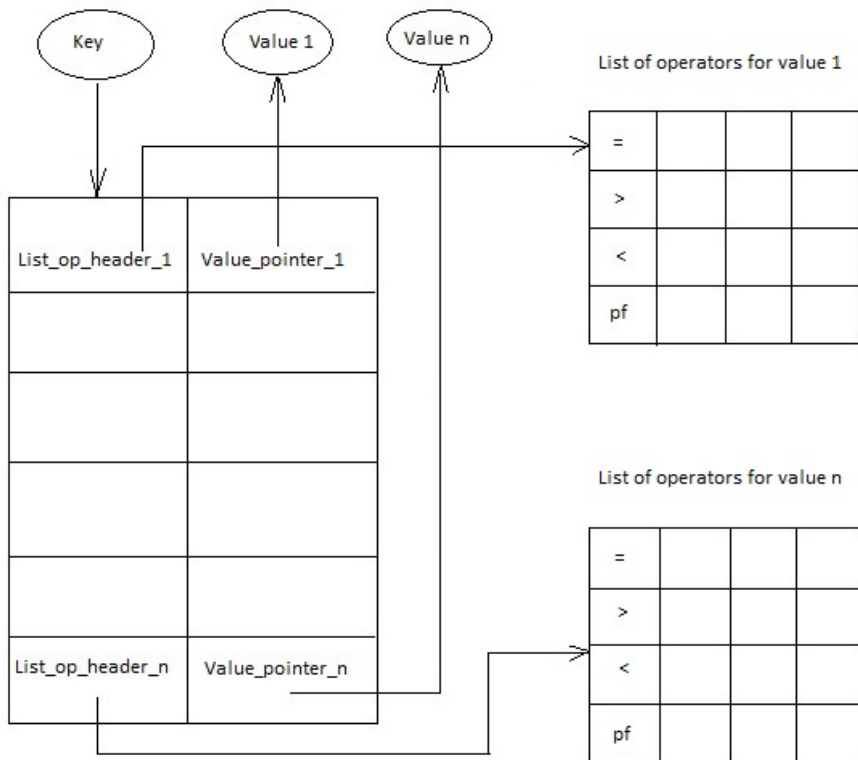 Key
Value 1
Value n
List of operators for value 1
=
>
<
pf
List_op_header_1
Value_pointer_1
List of operators for value n
=
>
<
pf
List_op_header_n
Value_pointer_n